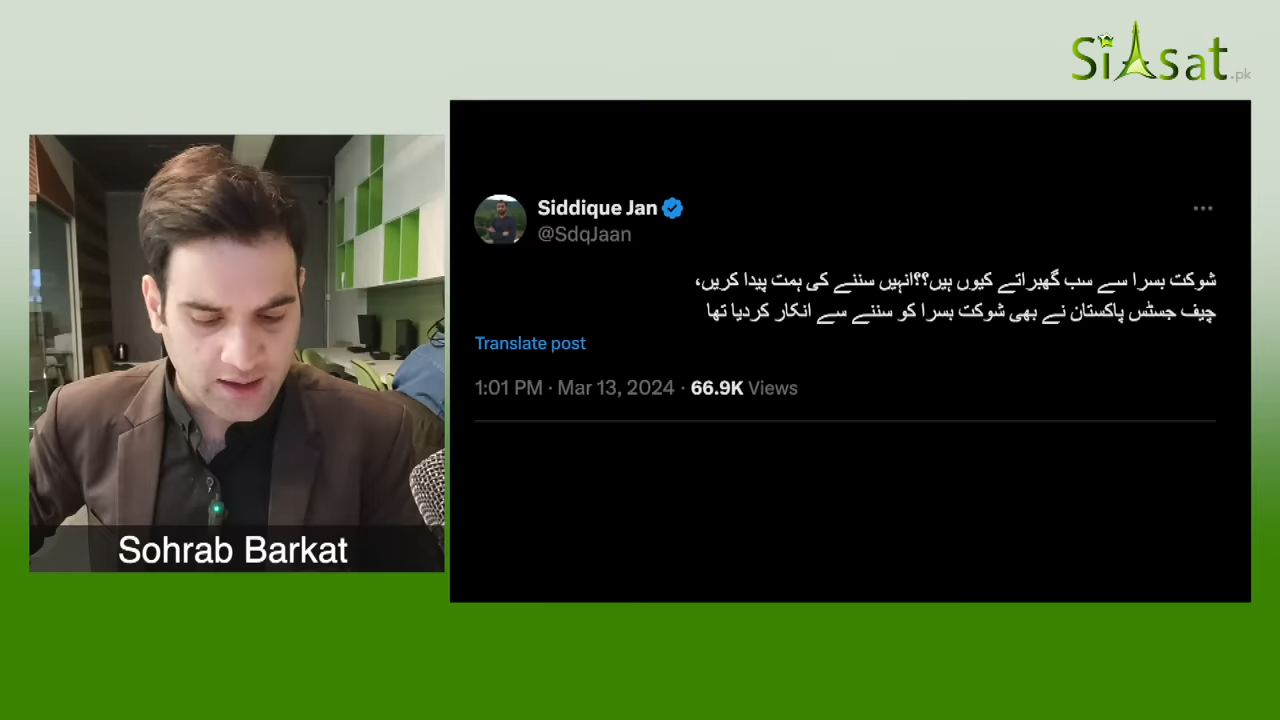 SiAsat.pk
Siddique Jan
@SdqJaan
شوکت بسرا سے سب گھبراتے کیوں ہیں؟؟انہیں سننے کی ہمت پیدا کریں،
چیف جسٹس پاکستان نے بھی شوکت بسرا کو سننے سے انکار کردیا تھا
Translate post
1:01 PM · Mar 13, 2024 · 66.9K Views
Sohrab Barkat